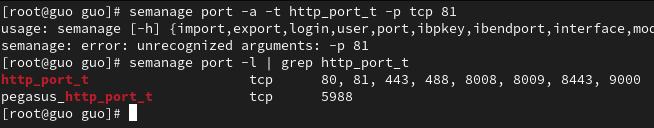 [root@guo guo]# semanage port -a -t http_port_t -p tcp 81
usage: semanage [-h] {import,export,login,user,port,ibpkey,ibendport,interface,mod
semanage: error: unrecognized arguments: -p 81
[root@guo guo]# semanage port -l | grep http_port_t
http_port_t tcp 80, 81, 443, 488, 8008, 8009, 8443, 9000
pegasus_http_port_t tcp 5988
[root@guo guo]#